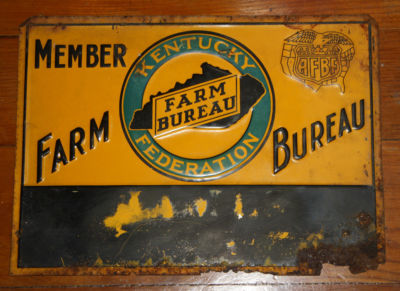 MEMBER
KENTUCKY
FARM
BUREAU
FEDERATION
AFBF
FARM BUREAU